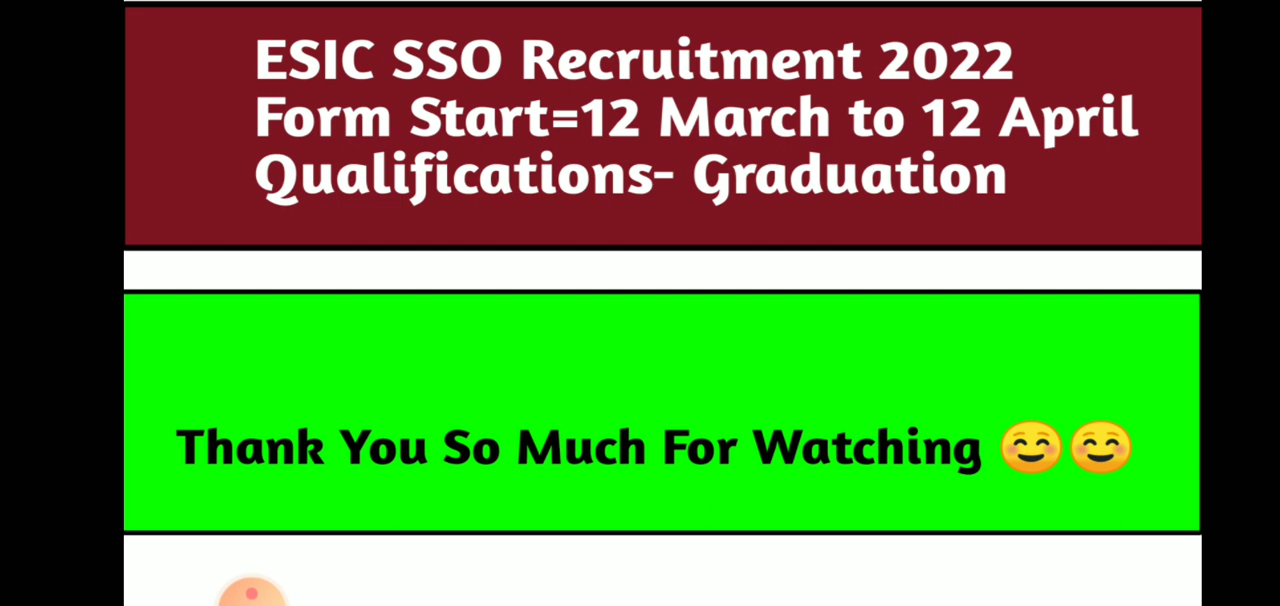 ESIC SSO Recruitment 2022
Form Start=12 March to 12 April
Qualifications- Graduation
Thank You So Much For Watching ☺️☺️